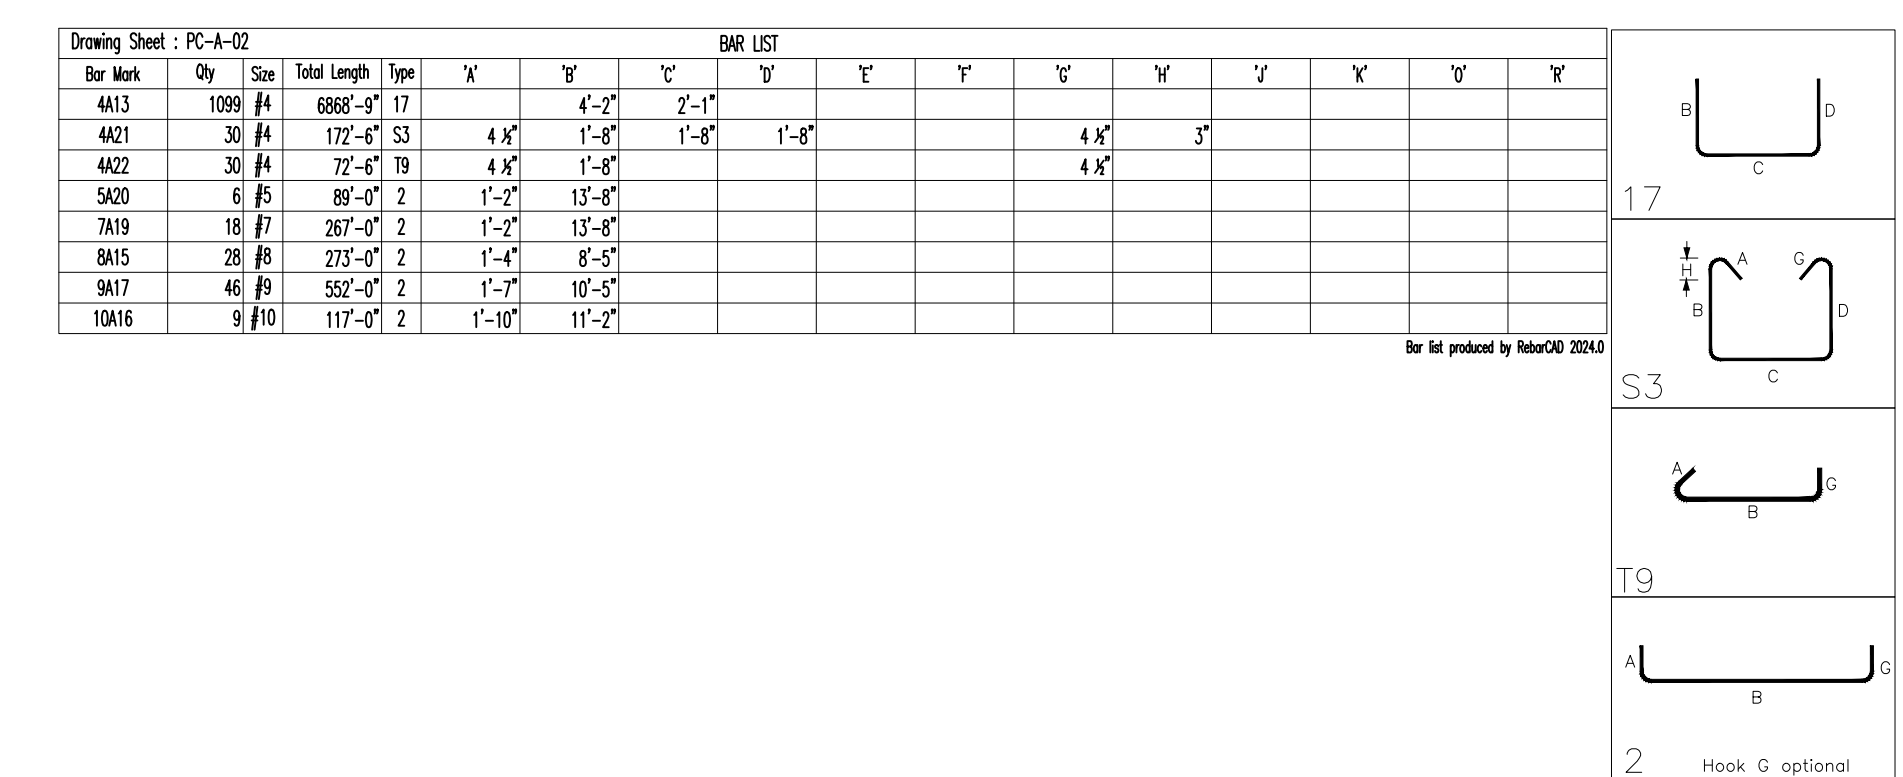 Drawing Sheet : PC-A-02 BAR LIST
Bar Mark Qty Size Total Length Type 'A' 'B' 'C' 'D' 'E' 'F' 'G' 'H' 'J' 'K' 'O' 'R'
4A13 1099 #4 6868'-9" 17 4'-2" 2'-1"
4A21 30 #4 172'-6" S3 4 ½" 1'-8" 1'-8" 1'-8" 4 ½" 3"
4A22 30 #4 72'-6" T9 4 ½" 1'-8" 4 ½"
5A20 6 #5 89'-0" 2 1'-2" 13'-8"
7A19 18 #7 267'-0" 2 1'-2" 13'-8"
8A15 28 #8 273'-0" 2 1'-4" 8'-5"
9A17 46 #9 552'-0" 2 1'-7" 10'-5"
10A16 9 #10 117'-0" 2 1'-10" 11'-2"
Bar list produced by RebarCAD 2024.0
B D
C
17
A G
H
B D
C
S3
A
G
B
T9
A G
B
2 Hook G optional